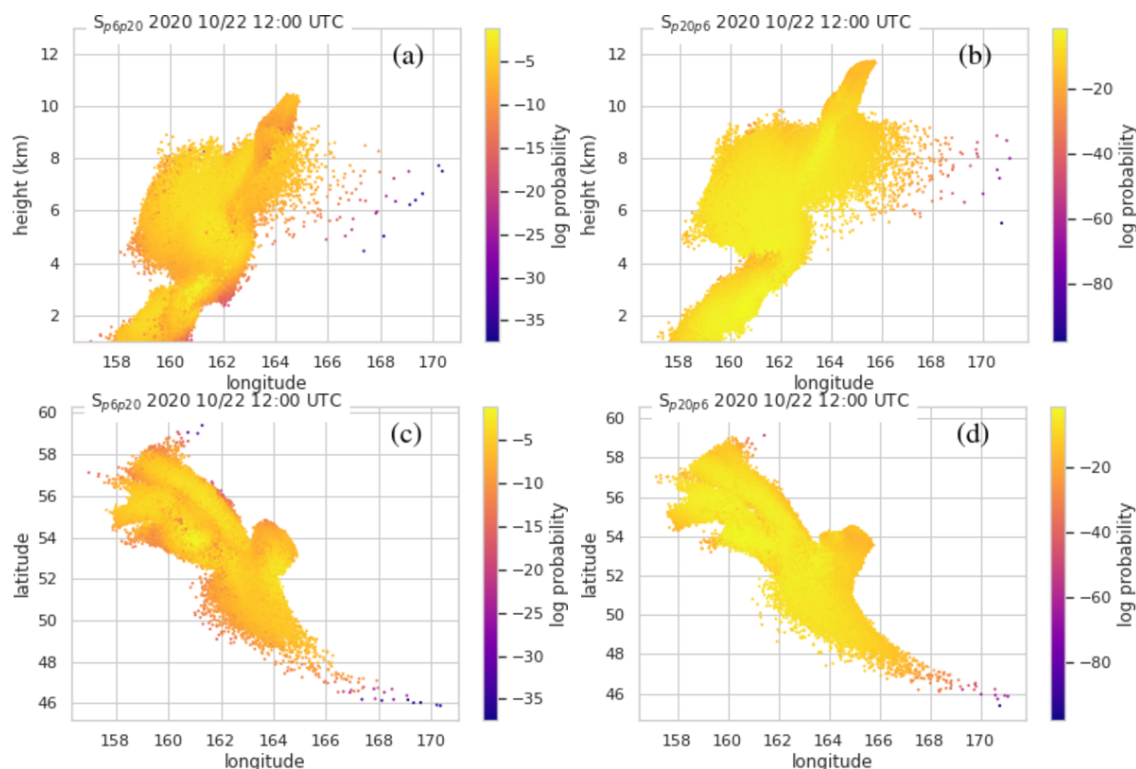 S_p6p20 2020 10/22 12:00 UTC
(a)
12
10
8
6
4
2
height (km)
158 160 162 164 166 168 170
longitude
−5
−10
−15
−20
−25
−30
−35
log probability
S_p20p6 2020 10/22 12:00 UTC
(b)
12
10
8
6
4
2
height (km)
158 160 162 164 166 168 170
longitude
−20
−40
−60
−80
log probability
S_p6p20 2020 10/22 12:00 UTC
(c)
60
58
56
54
52
50
48
46
latitude
158 160 162 164 166 168 170
longitude
−5
−10
−15
−20
−25
−30
−35
log probability
S_p20p6 2020 10/22 12:00 UTC
(d)
60
58
56
54
52
50
48
46
latitude
158 160 162 164 166 168 170
longitude
−20
−40
−60
−80
log probability